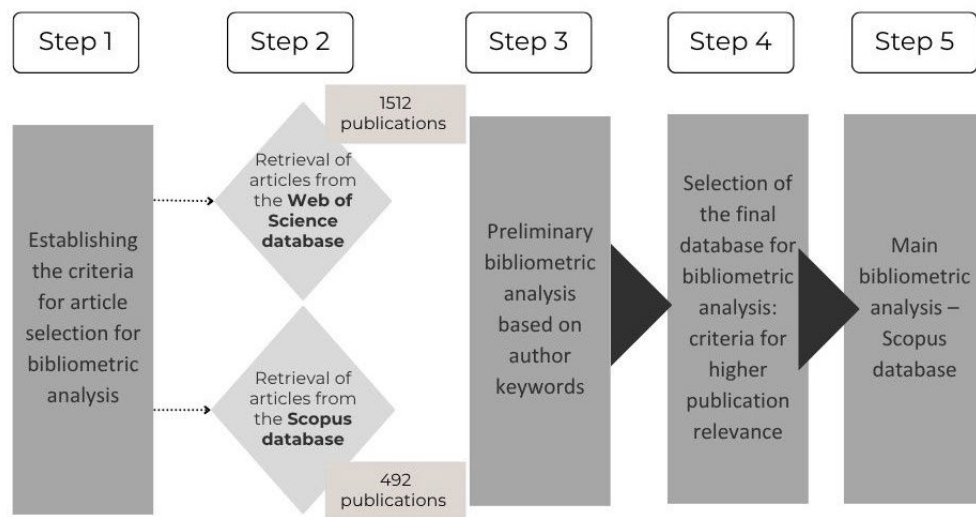 Step 1
Step 2
Step 3
Step 4
Step 5
Establishing
the criteria
for article
selection for
bibliometric
analysis
1512
publications
Retrieval of
articles from
the Web of
Science
database
Retrieval of
articles from
the Scopus
database
492
publications
Preliminary
bibliometric
analysis
based on
author
keywords
Selection of
the final
database for
bibliometric
analysis:
criteria for
higher
publication
relevance
Main
bibliometric
analysis –
Scopus
database